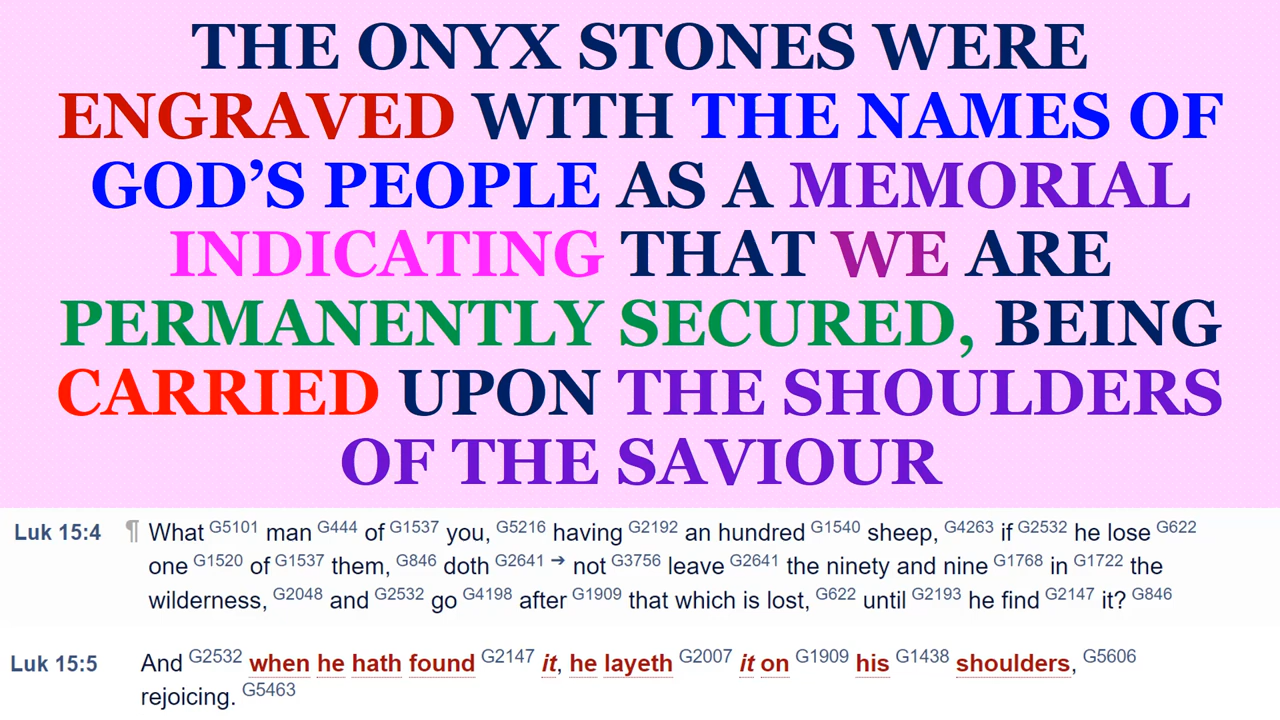 THE ONYX STONES WERE
ENGRAVED WITH THE NAMES OF
GOD’S PEOPLE AS A MEMORIAL
INDICATING THAT WE ARE
PERMANENTLY SECURED, BEING
CARRIED UPON THE SHOULDERS
OF THE SAVIOUR
Luk 15:4 ¶ What G5101 man G444 of G1537 you, G5216 having G2192 an hundred G1540 sheep, G4263 if G2532 he lose G622
one G1520 of G1537 them, G846 doth G2641 → not G3756 leave G2641 the ninety and nine G1768 in G1722 the
wilderness, G2048 and G2532 go G4198 after G1909 that which is lost, G622 until G2193 he find G2147 it? G846
Luk 15:5 And G2532 when he hath found G2147 it, he layeth G2007 it on G1909 his G1438 shoulders, G5606
rejoicing. G5463